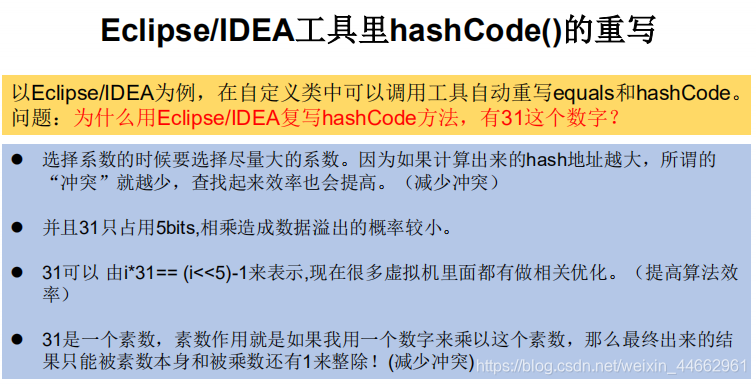 Eclipse/IDEA工具里hashCode()的重写
以Eclipse/IDEA为例，在自定义类中可以调用工具自动重写equals和hashCode。
问题：为什么用Eclipse/IDEA复写hashCode方法，有31这个数字？
● 选择系数的时候要选择尽量大的系数。因为如果计算出来的hash地址越大，所谓的
“冲突”就越少，查找起来效率也会提高。（减少冲突）
● 并且31只占用5bits,相乘造成数据溢出的概率较小。
● 31可以 由i*31== (i<<5)-1来表示,现在很多虚拟机里面都有做相关优化。（提高算法效
率）
● 31是一个素数，素数作用就是如果我用一个数字来乘以这个素数，那么最终出来的结
果只能被素数本身和被乘数还有1来整除！(减少冲突)
https://blog.csdn.net/weixin_44662961